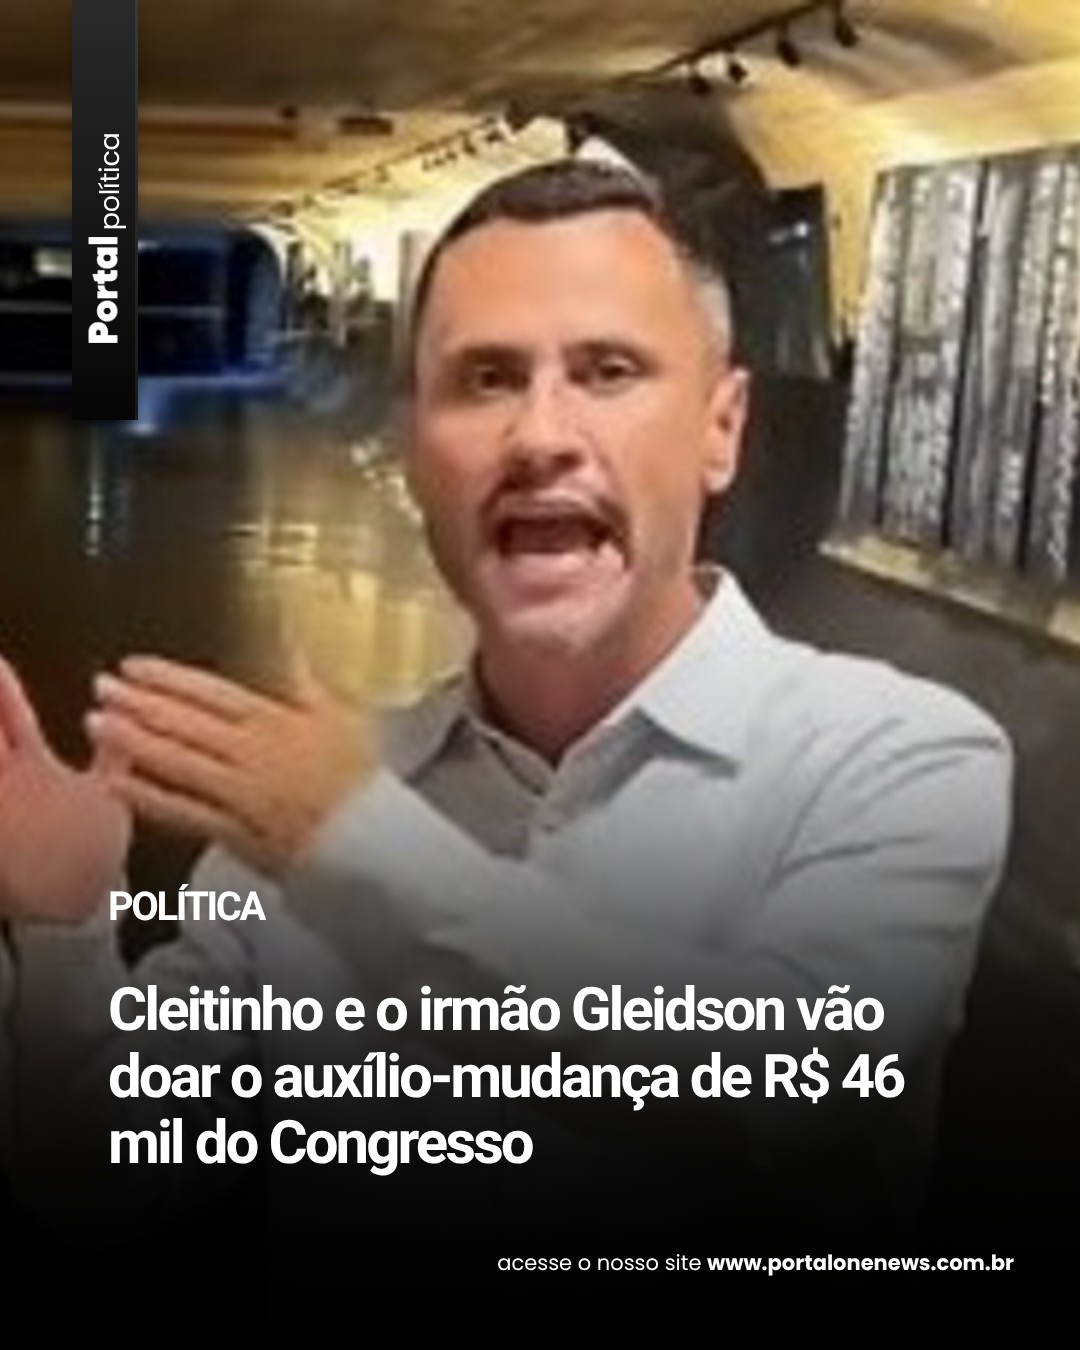 Portal política
POLÍTICA
Cleitinho e o irmão Gleidson vão
doar o auxílio-mudança de R$ 46
mil do Congresso
acesse o nosso site www.portalonenews.com.br